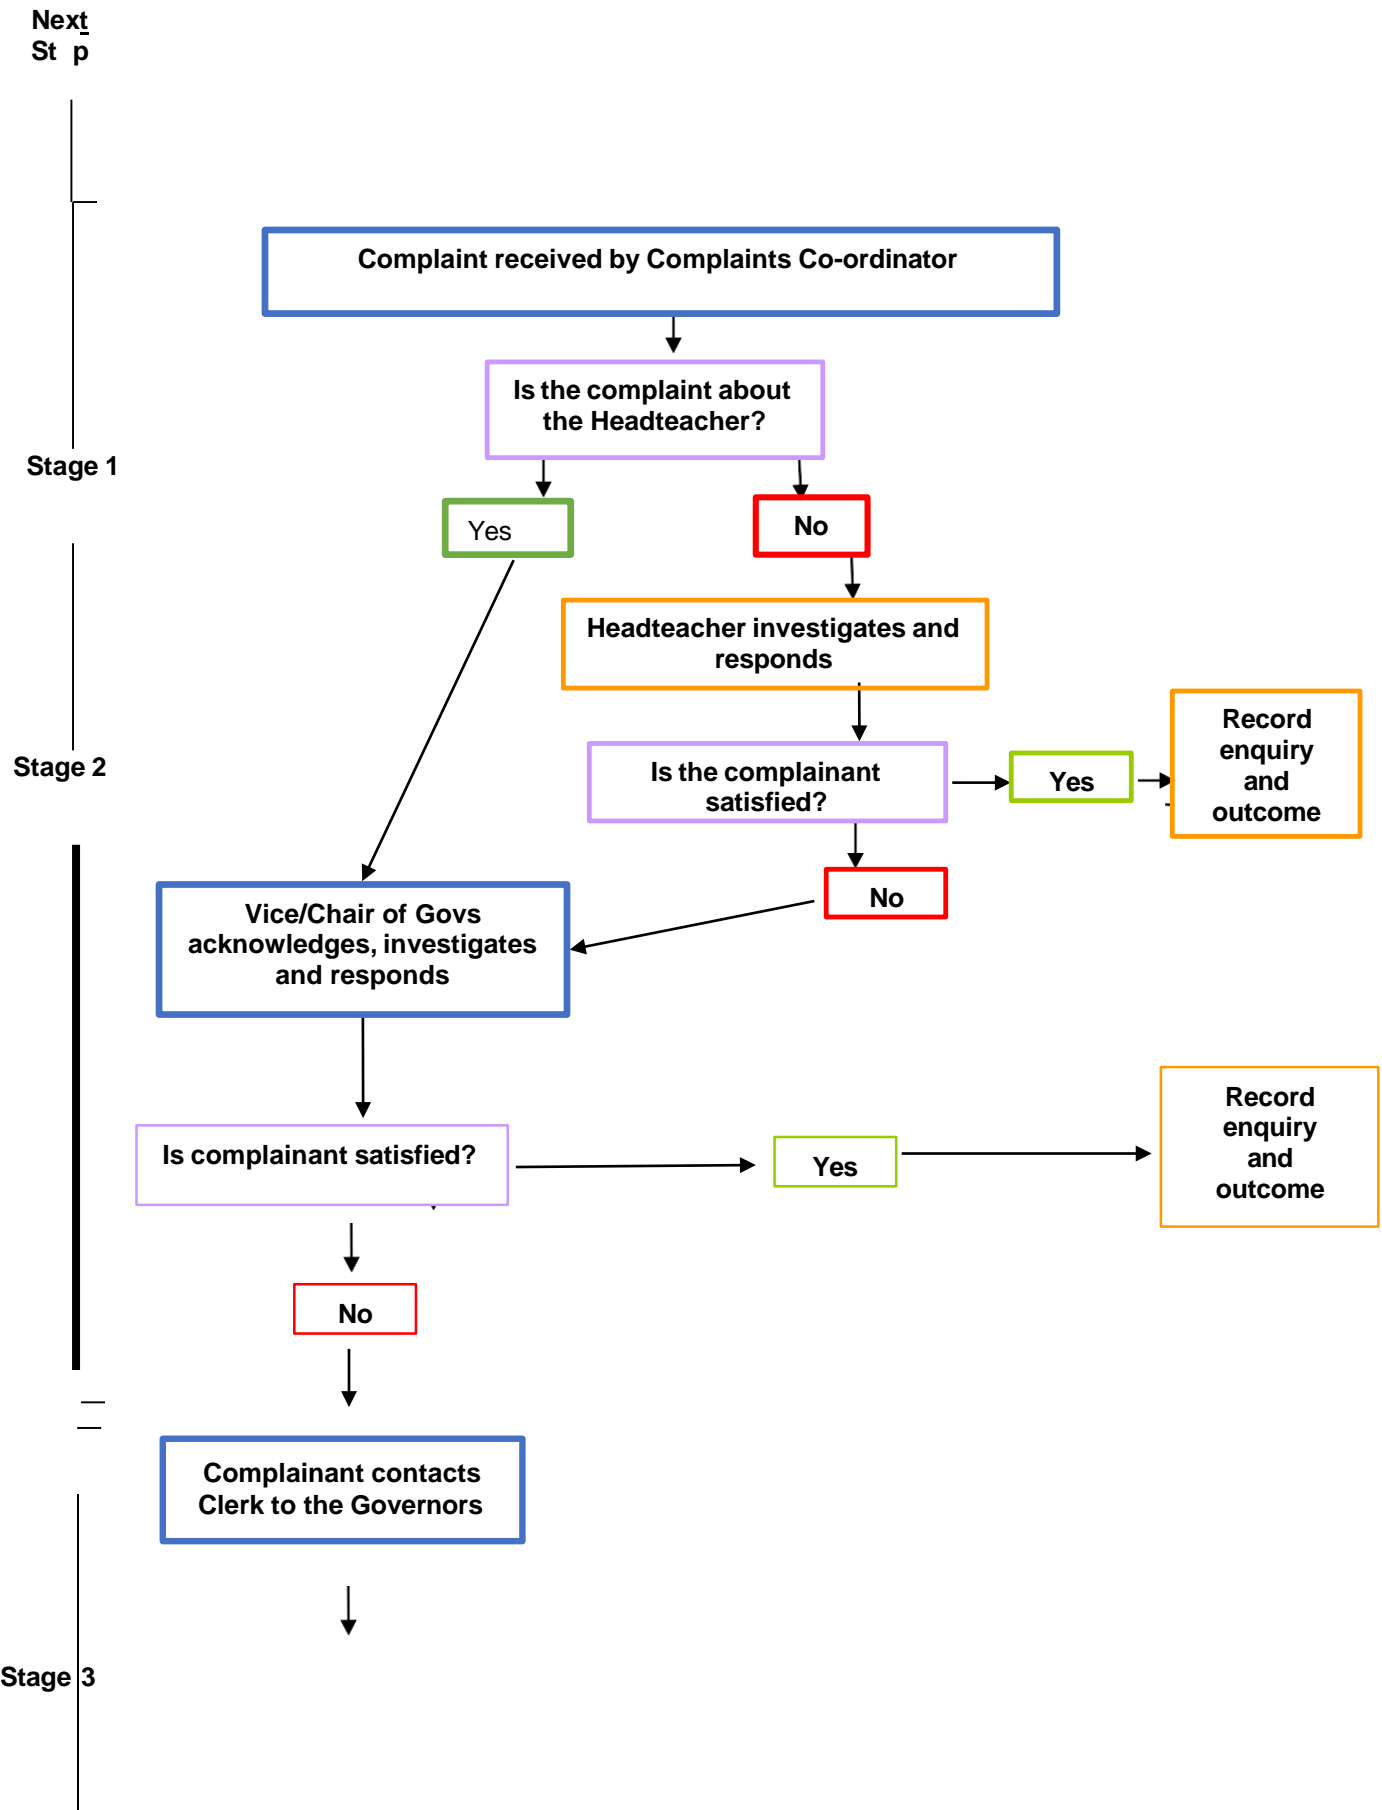 Next
St p
Complaint received by Complaints Co-ordinator
Is the complaint about
the Headteacher?
Stage 1
Yes
No
Headteacher investigates and
responds
Record
enquiry
and
outcome
Stage 2
Is the complainant
satisfied?
Yes
No
Vice/Chair of Govs
acknowledges, investigates
and responds
Record
enquiry
and
outcome
Is complainant satisfied?
Yes
No
Complainant contacts
Clerk to the Governors
Stage 3